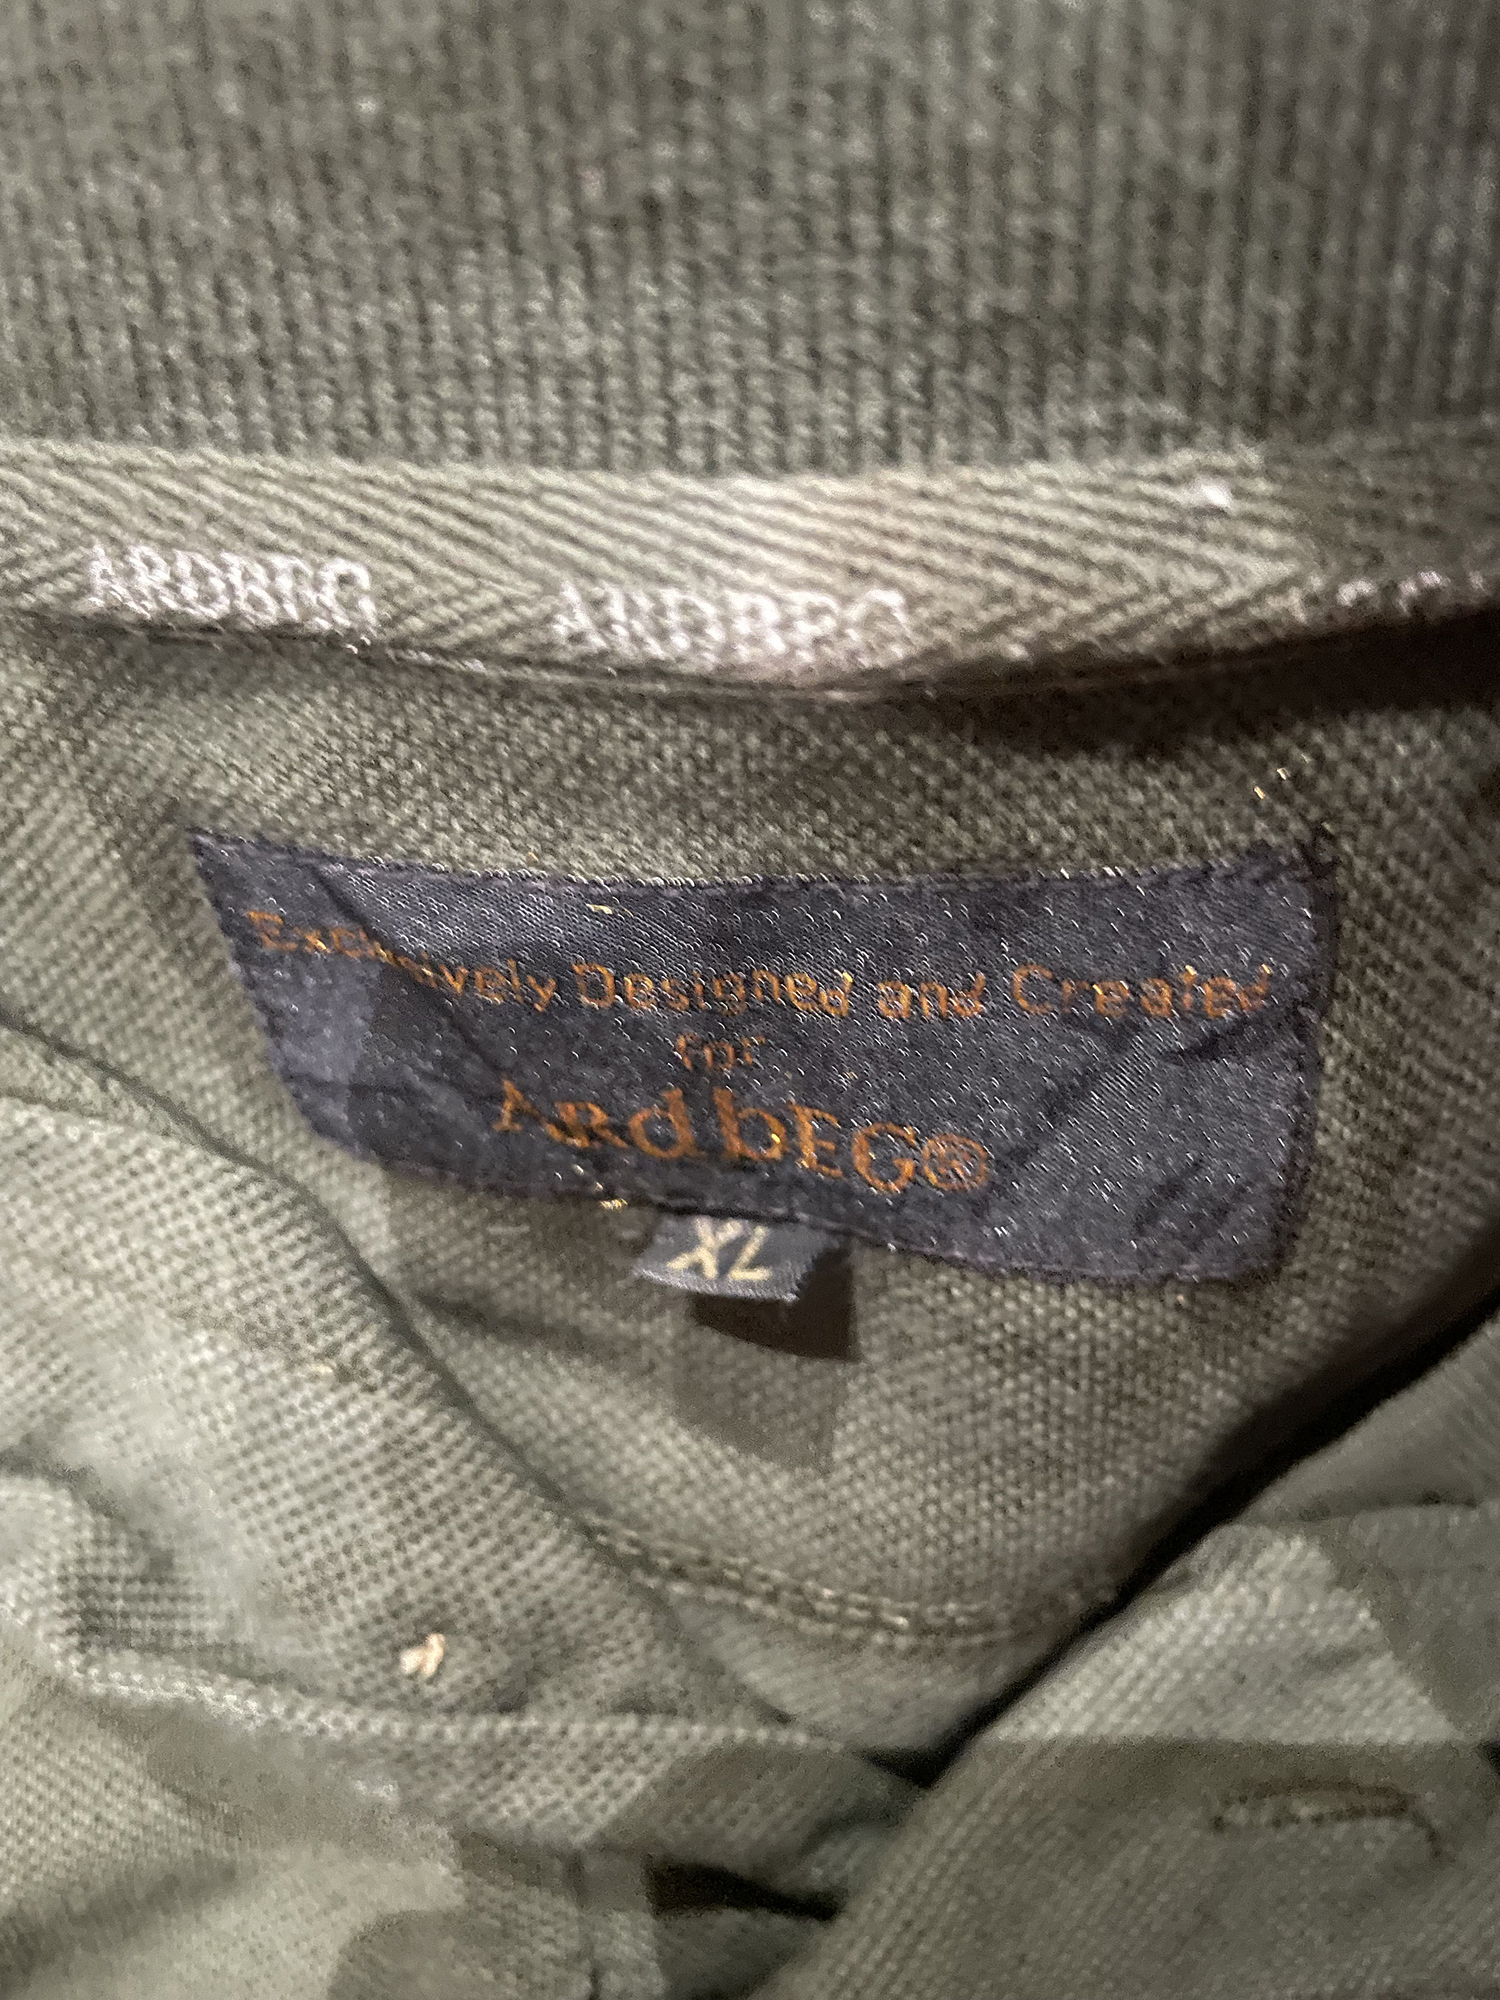 ARDBEG ARDBEG
Exclusively Designed and Created
for
ARdbEG®
XL